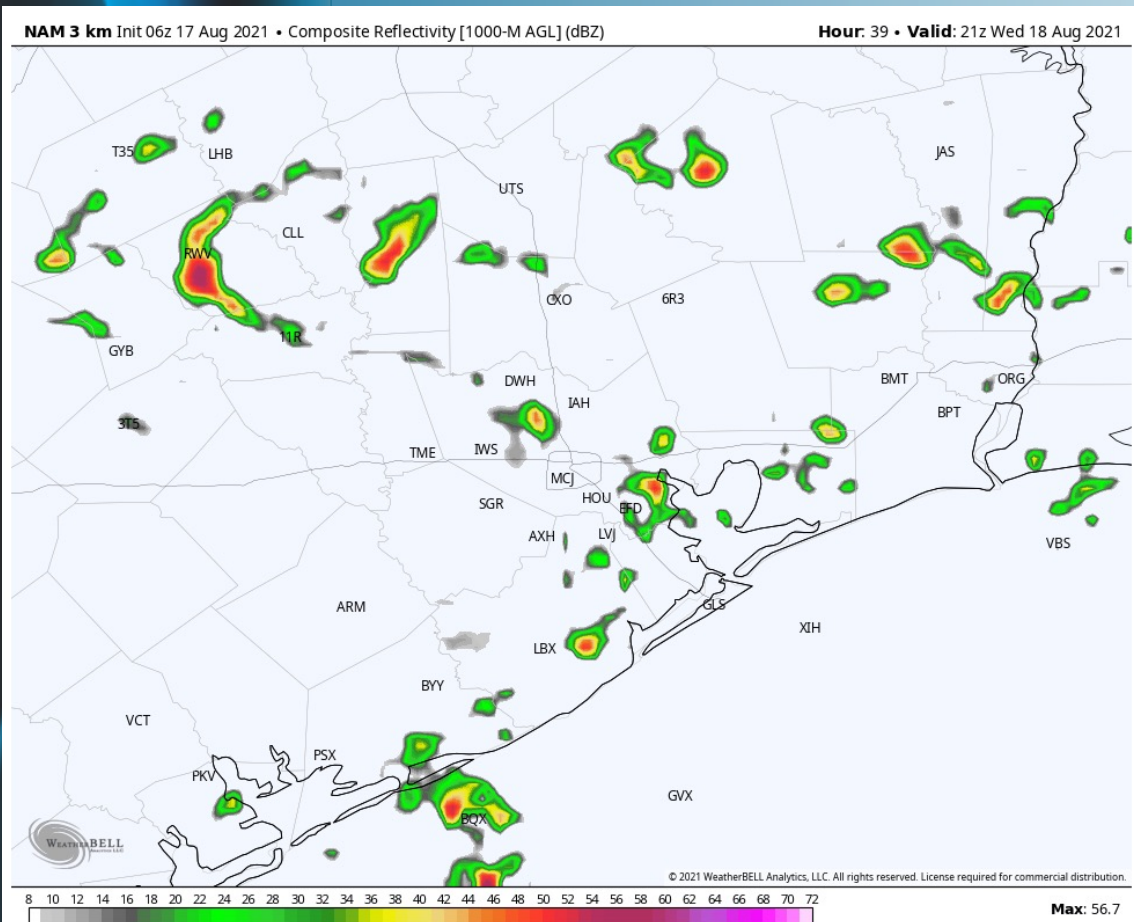 NAM 3 km Init 06z 17 Aug 2021 • Composite Reflectivity [1000-M AGL] (dBZ) Hour: 39 • Valid: 21z Wed 18 Aug 2021
T35 LHB JAS
UTS
CLL
RWV
CXO 6R3
11R
GYB
DWH BMT ORG
IAH BPT
3T5
TME IWS
MCJ
SGR HOU EFD
AXH LVJ VBS
ARM GLS
XIH
LBX
BYY
VCT
PSX
PKV
GVX
BQX
WEATHERBELL
ANALYTICS LLC
© 2021 WeatherBELL Analytics, LLC. All rights reserved. License required for commercial distribution.
8 10 12 14 16 18 20 22 24 26 28 30 32 34 36 38 40 42 44 46 48 50 52 54 56 58 60 62 64 66 67 68 70 72
Max: 56.7